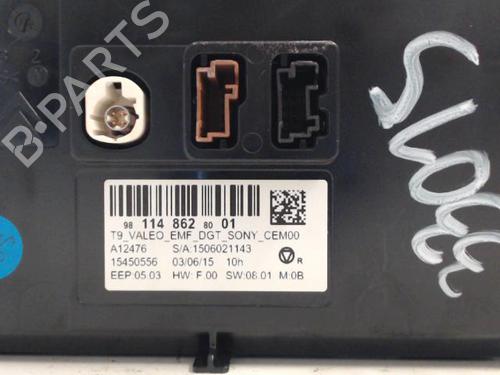 B-PARTS
2
98 114 862 80 01
T9_VALEO_EMF_DGT_SONY_CEM00
A12476 S/A:1506021143
15450556 03/06/15 10h
EEP:05.03 HW: F.00 SW:08.01 M:0B
R